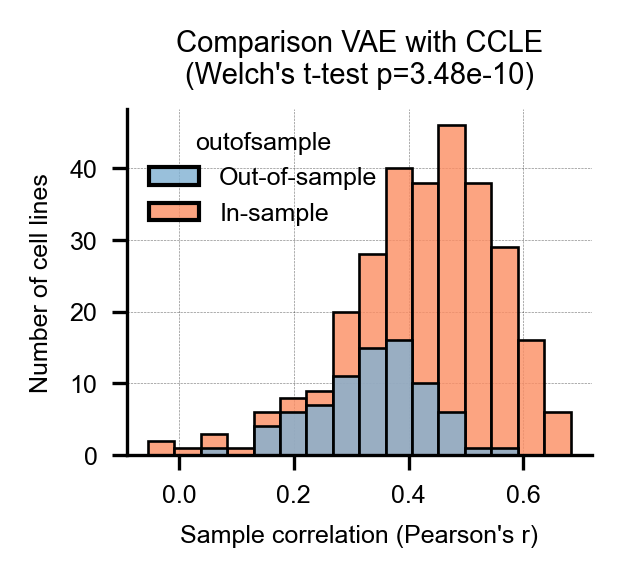 Comparison VAE with CCLE
(Welch's t-test p=3.48e-10)
outofsample
Out-of-sample
In-sample
Number of cell lines
40
30
20
10
0
0.0
0.2
0.4
0.6
Sample correlation (Pearson's r)